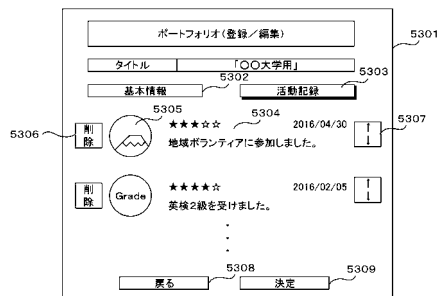 ポートフォリオ(登録／編集)
5301
タイトル 「○○大学用」
5302 5303
基本情報 活動記録
5305 5304
5306 削除 ★★★☆☆ 2016/04/30 ↑↓ 5307
地域ボランティアに参加しました。
削除 Grade ★★★★☆ 2016/02/05 ↑↓
英検2級を受けました。
・
・
・
5308 5309
戻る 決定